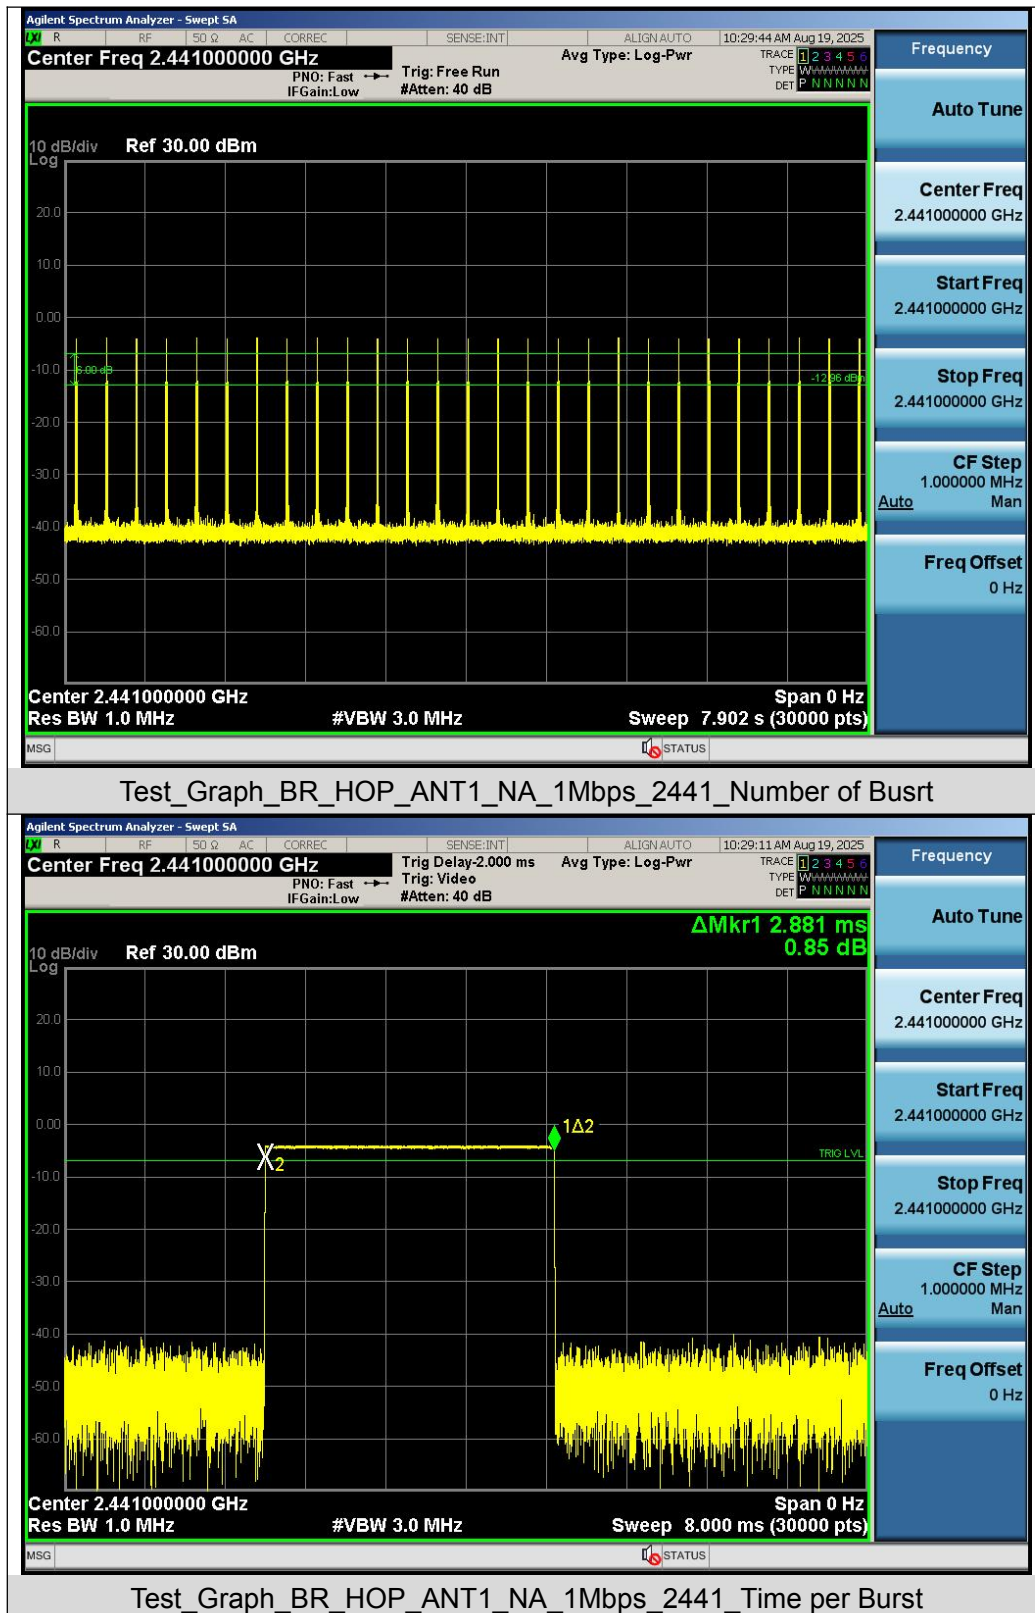 Agilent Spectrum Analyzer - Swept SA
LXI R RF 50 Ω AC CORREC SENSE:INT ALIGN AUTO 10:29:44 AM Aug 19, 2025
Center Freq 2.441000000 GHz Avg Type: Log-Pwr TRACE 1 2 3 4 5 6
PNO: Fast Trig: Free Run TYPE WWWWWW
IFGain:Low #Atten: 40 dB DET P N N N N N
Frequency
Auto Tune
10 dB/div Ref 30.00 dBm
Log
20.0
10.0
0.00
-10.0
6.00 dB
-12.96 dBm
-20.0
-30.0
-40.0
-50.0
-60.0
Center Freq
2.441000000 GHz
Start Freq
2.441000000 GHz
Stop Freq
2.441000000 GHz
CF Step
1.000000 MHz
Auto Man
Freq Offset
0 Hz
Center 2.441000000 GHz Span 0 Hz
Res BW 1.0 MHz #VBW 3.0 MHz Sweep 7.902 s (30000 pts)
MSG STATUS
Test_Graph_BR_HOP_ANT1_NA_1Mbps_2441_Number of Busrt
Agilent Spectrum Analyzer - Swept SA
LXI R RF 50 Ω AC CORREC SENSE:INT ALIGN AUTO 10:29:11 AM Aug 19, 2025
Center Freq 2.441000000 GHz Trig Delay-2.000 ms Avg Type: Log-Pwr TRACE 1 2 3 4 5 6
PNO: Fast Trig: Video TYPE WWWWWW
IFGain:Low #Atten: 40 dB DET P N N N N N
Frequency
Auto Tune
ΔMkr1 2.881 ms
0.85 dB
10 dB/div Ref 30.00 dBm
Log
20.0
10.0
0.00
1Δ2
2
TRIG LVL
-10.0
-20.0
-30.0
-40.0
-50.0
-60.0
Center Freq
2.441000000 GHz
Start Freq
2.441000000 GHz
Stop Freq
2.441000000 GHz
CF Step
1.000000 MHz
Auto Man
Freq Offset
0 Hz
Center 2.441000000 GHz Span 0 Hz
Res BW 1.0 MHz #VBW 3.0 MHz Sweep 8.000 ms (30000 pts)
MSG STATUS
Test_Graph_BR_HOP_ANT1_NA_1Mbps_2441_Time per Burst